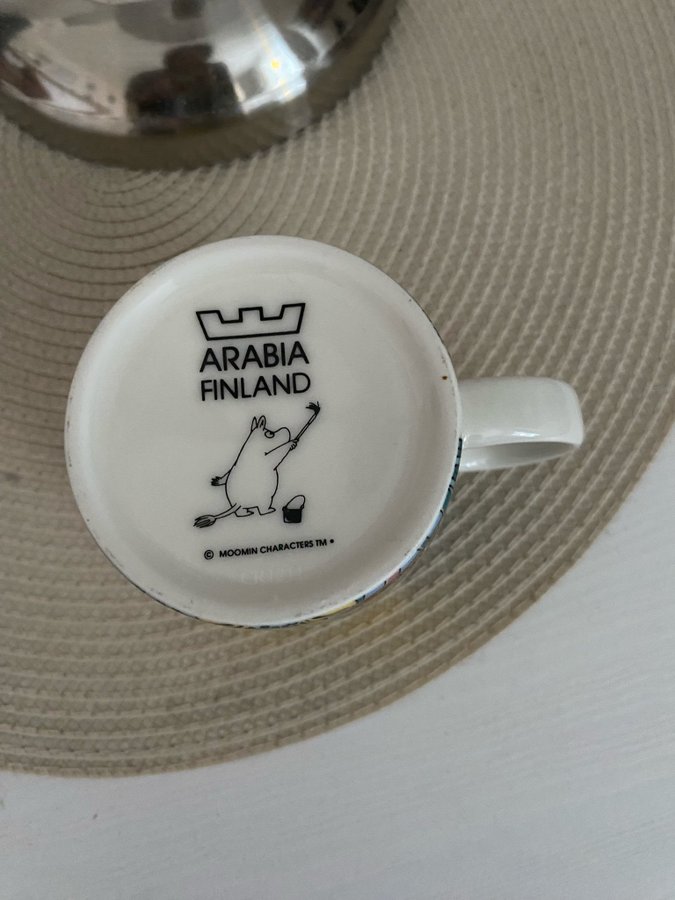 ARABIA
FINLAND
© MOOMIN CHARACTERS TM •